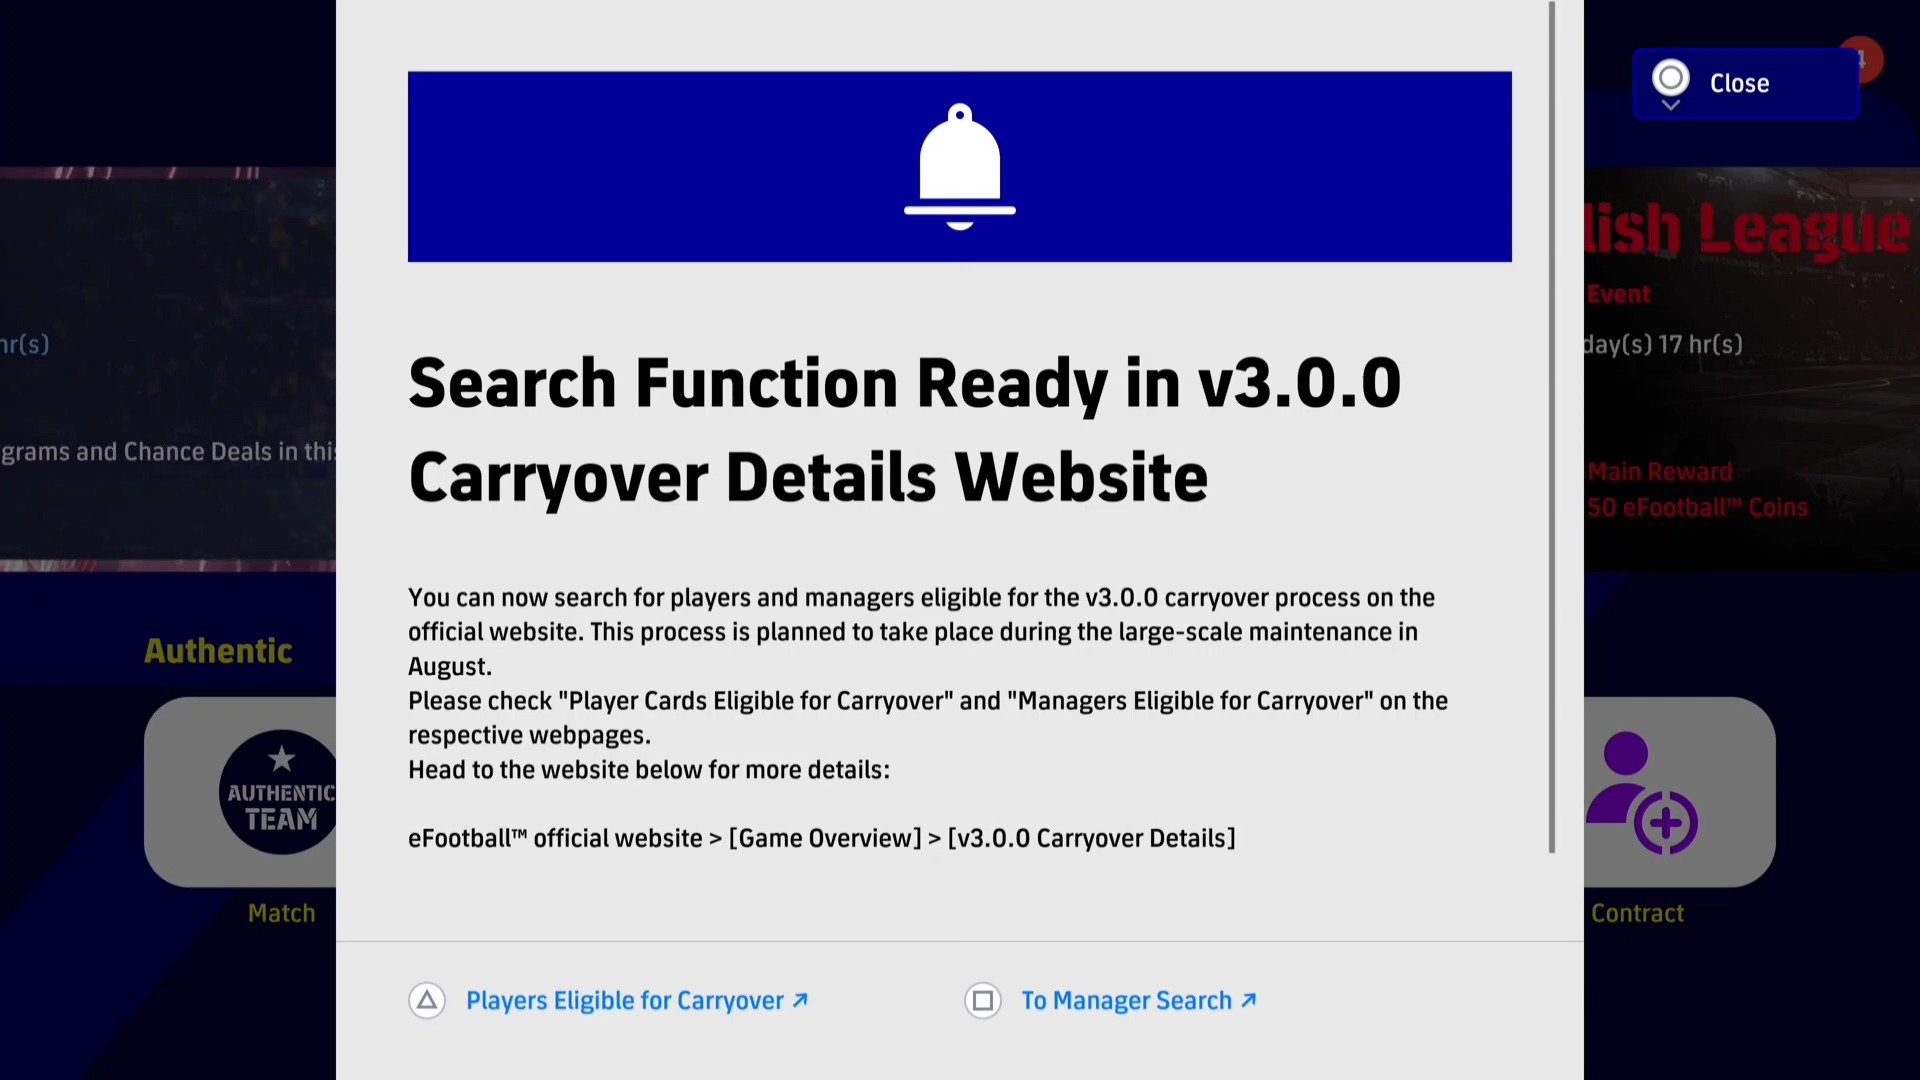 Close
Search Function Ready in v3.0.0
Carryover Details Website
You can now search for players and managers eligible for the v3.0.0 carryover process on the
official website. This process is planned to take place during the large-scale maintenance in
August.
Please check "Player Cards Eligible for Carryover" and "Managers Eligible for Carryover" on the
respective webpages.
Head to the website below for more details:
eFootball™ official website > [Game Overview] > [v3.0.0 Carryover Details]
Players Eligible for Carryover
To Manager Search
hr(s)
grams and Chance Deals in this
Authentic
AUTHENTIC
TEAM
Match
4
lish League
Event
day(s) 17 hr(s)
Main Reward
50 eFootball™ Coins
Contract